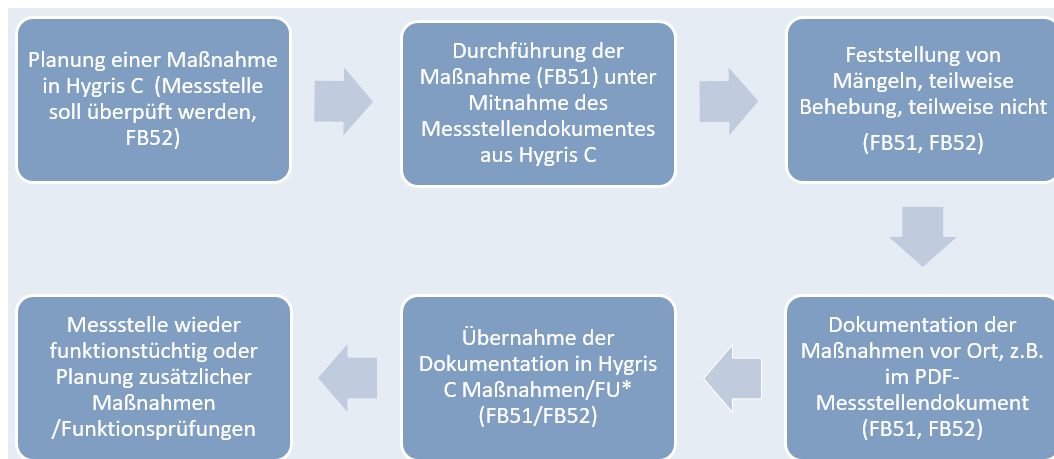 Planung einer Maßnahme
in Hygris C (Messstelle
soll überpüft werden,
FB52)
Durchführung der
Maßnahme (FB51) unter
Mitnahme des
Messstellendokumentes
aus Hygris C
Feststellung von
Mängeln, teilweise
Behebung, teilweise nicht
(FB51, FB52)
Dokumentation der
Maßnahmen vor Ort, z.B.
im PDF-
Messstellendokument
(FB51, FB52)
Übernahme der
Dokumentation in Hygris
C Maßnahmen/FU*
(FB51/FB52)
Messstelle wieder
funktionstüchtig oder
Planung zusätzlicher
Maßnahmen
/Funktionsprüfungen